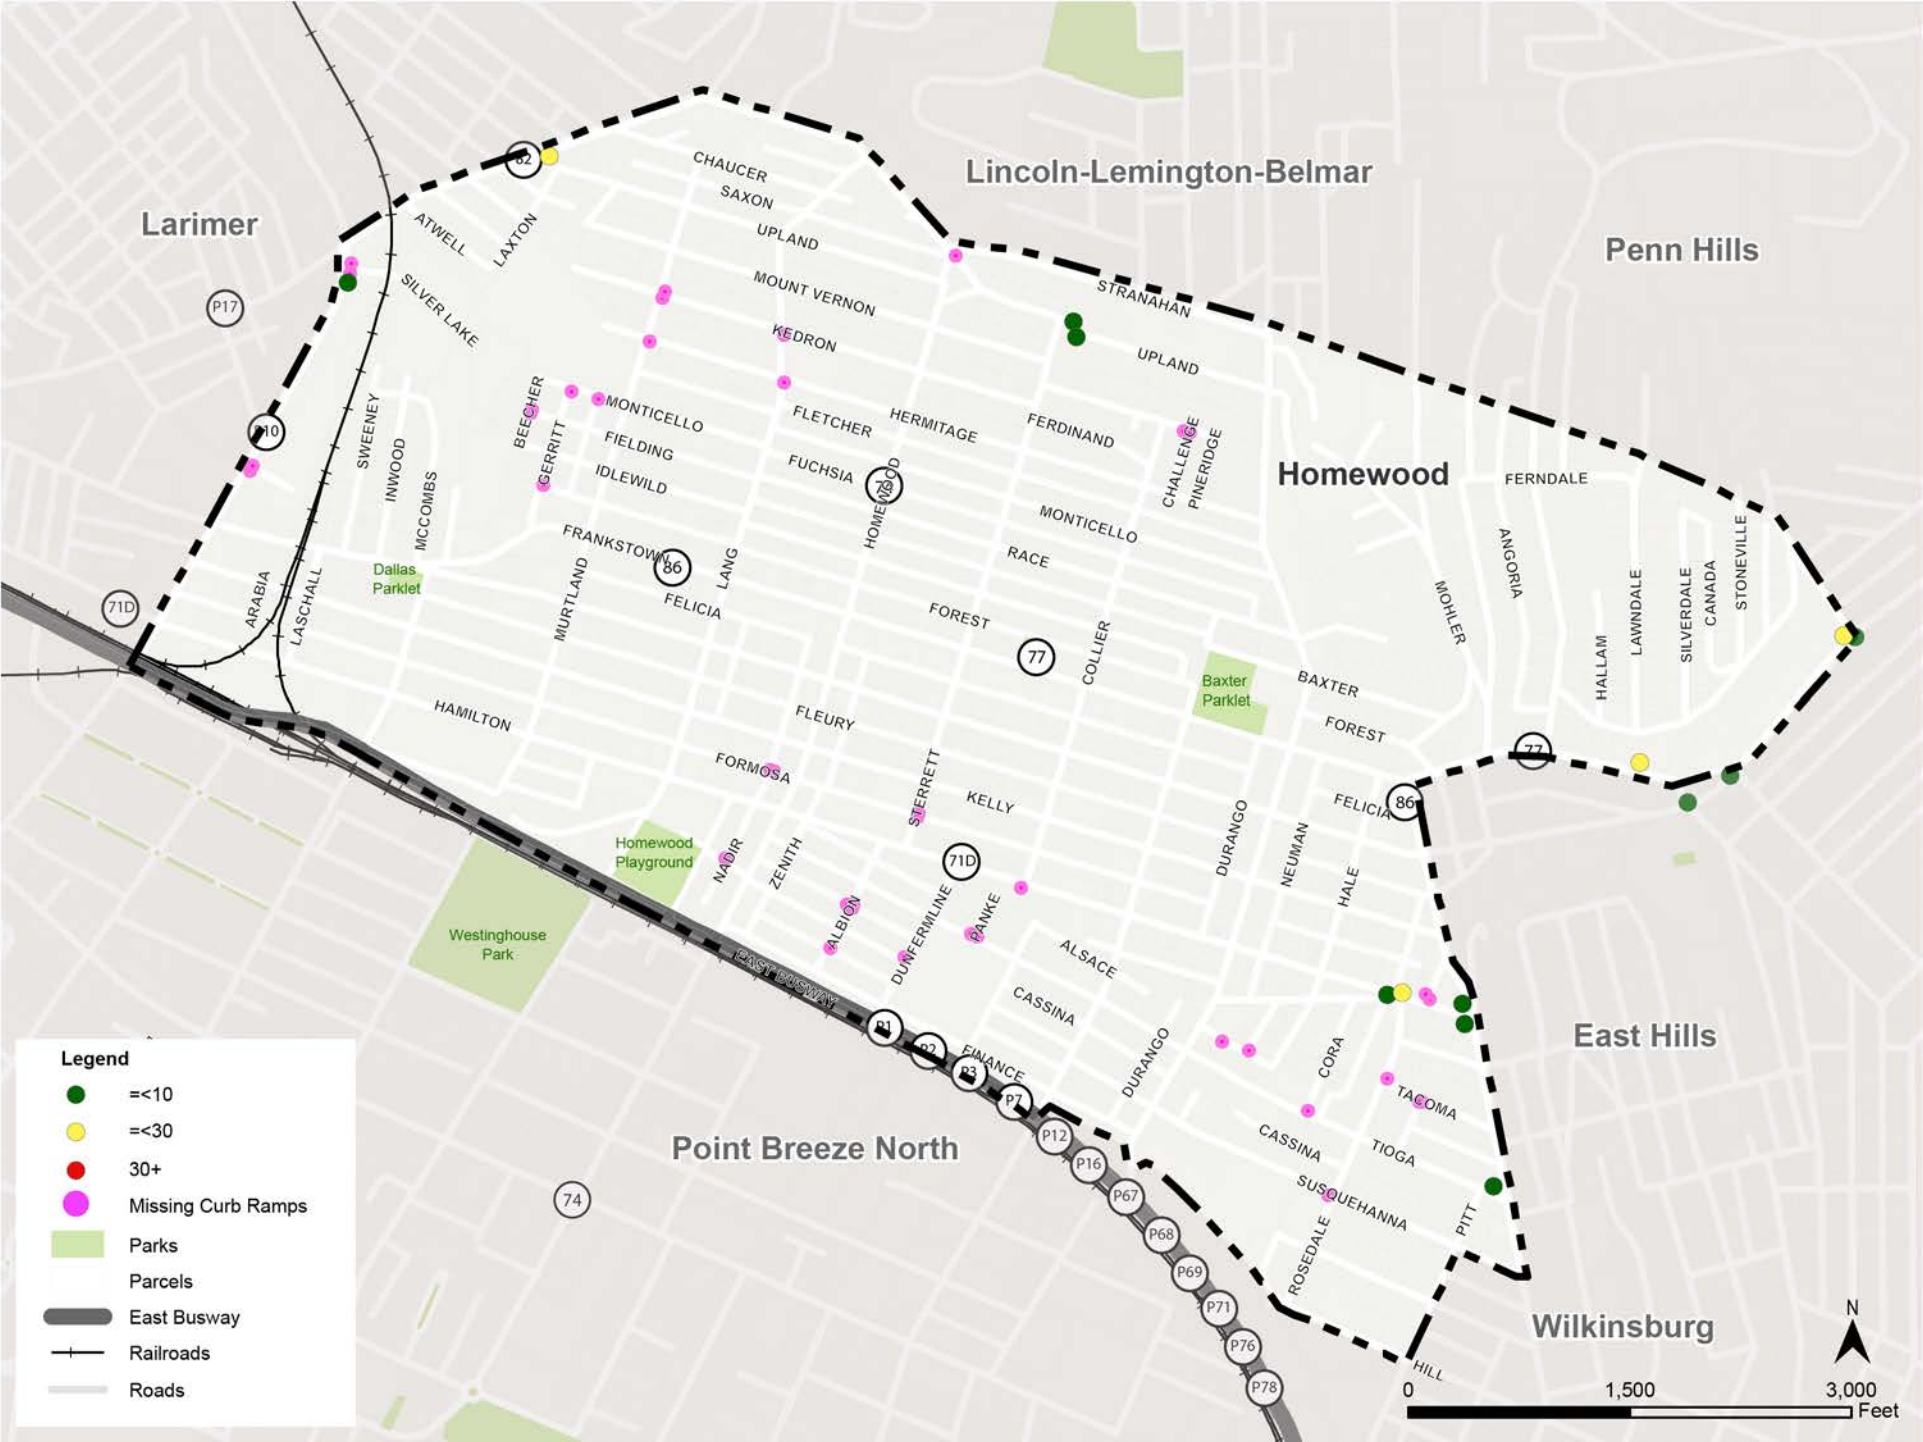 Lincoln-Lemington-Belmar
Larimer
Penn Hills
Homewood
East Hills
Point Breeze North
Wilkinsburg
82
CHAUCER
SAXON
UPLAND
ATWELL
LAXTON
P17
SILVER LAKE
MOUNT VERNON
KEDRON
STRANAHAN
UPLAND
SWEENEY
INWOOD
MCCOMBS
BEECHER
GERRITT
MONTICELLO
FIELDING
IDLEWILD
FLETCHER
HERMITAGE
FERDINAND
FUCHSIA
HOMEWOOD
CHALLENGE
PINERIDGE
FERNDALE
MONTICELLO
RACE
FRANKSTOWN
86
FELICIA
LANG
MURTLAND
ARABIA
LASCHALL
Dallas
Parklet
71D
FOREST
77
COLLIER
ANGORIA
MOHLER
HALLAM
LAWNDALE
SILVERDALE
CANADA
STONEVILLE
Baxter
Parklet
BAXTER
FOREST
77
HAMILTON
FLEURY
FORMOSA
STERRETT
KELLY
FELICIA
86
DURANGO
NEUMAN
HALE
Homewood
Playground
NADIR
ZENITH
71D
ALBION
DUNFERMLINE
PANKE
ALSACE
Westinghouse
Park
EAST BUSWAY
CASSINA
FINANCE
DURANGO
CORA
TACOMA
CASSINA
TIOGA
SUSQUEHANNA
ROSEDALE
PITT
HILL
P1
P2
P3
P7
P12
P16
P67
P68
P69
P71
P76
P78
74
Legend
=<10
=<30
30+
Missing Curb Ramps
Parks
Parcels
East Busway
Railroads
Roads
N
0 1,500 3,000
Feet